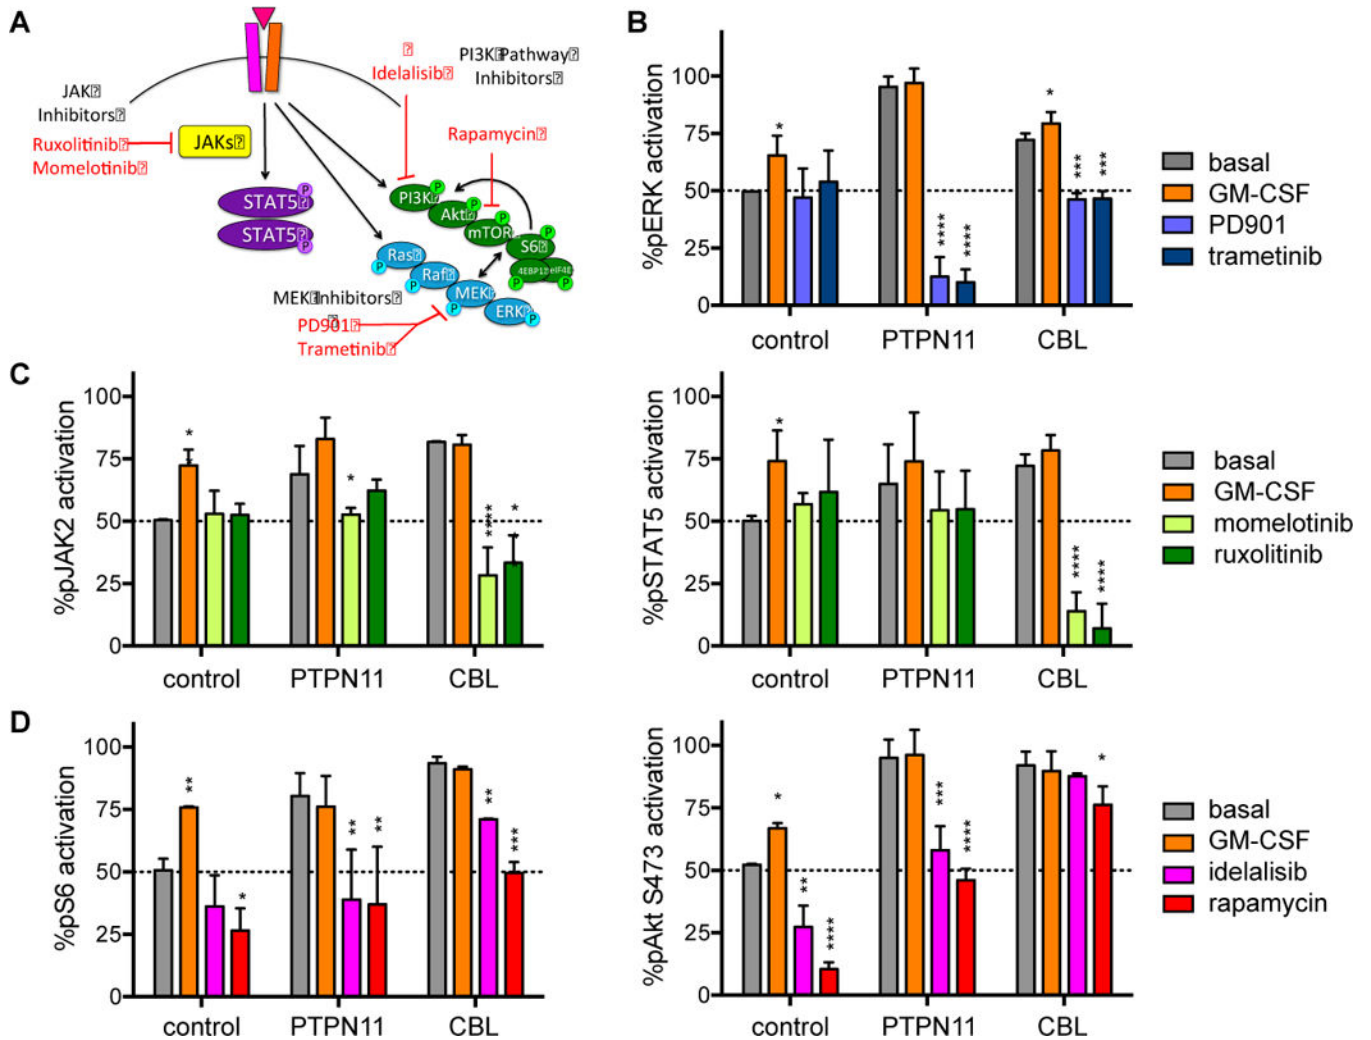 A
Idelalisib
PI3K Pathway
Inhibitors
JAK
Inhibitors
Ruxolitinib
Momelotinib
JAKs
Rapamycin
STAT5 P
STAT5 P
PI3K P
Akt P
mTOR P
S6 P
4EBP1 eIF4E
P P
Ras P
Raf P
MEK P
ERK P
MEK Inhibitors
PD901
Trametinib
B
%pERK activation
100
75
50
25
0
control PTPN11 CBL
* * *** *** **** ****
basal
GM-CSF
PD901
trametinib
C
%pJAK2 activation
100
75
50
25
0
control PTPN11 CBL
* * **** * *
%pSTAT5 activation
100
75
50
25
0
control PTPN11 CBL
* **** ****
basal
GM-CSF
momelotinib
ruxolitinib
D
%pS6 activation
100
75
50
25
0
control PTPN11 CBL
** * ** ** ** ***
%pAkt S473 activation
100
75
50
25
0
control PTPN11 CBL
* ** **** *** **** *
basal
GM-CSF
idelalisib
rapamycin